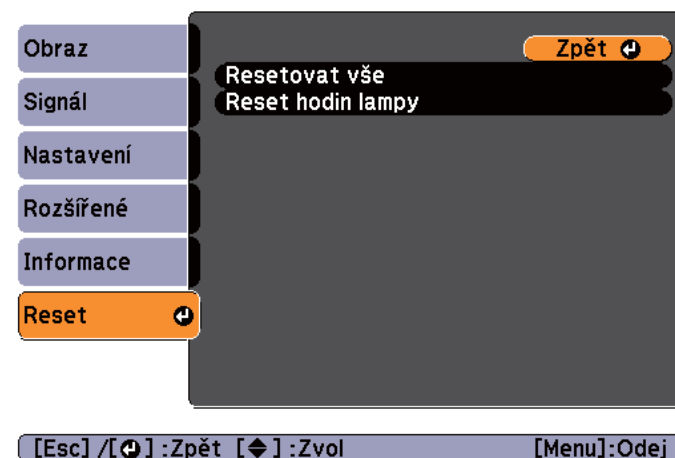 Obraz
Signál
Nastavení
Rozšířené
Informace
Reset
Zpět
Resetovat vše
Reset hodin lampy
[Esc] /[ ] :Zpět [ ] :Zvol [Menu]:Odej